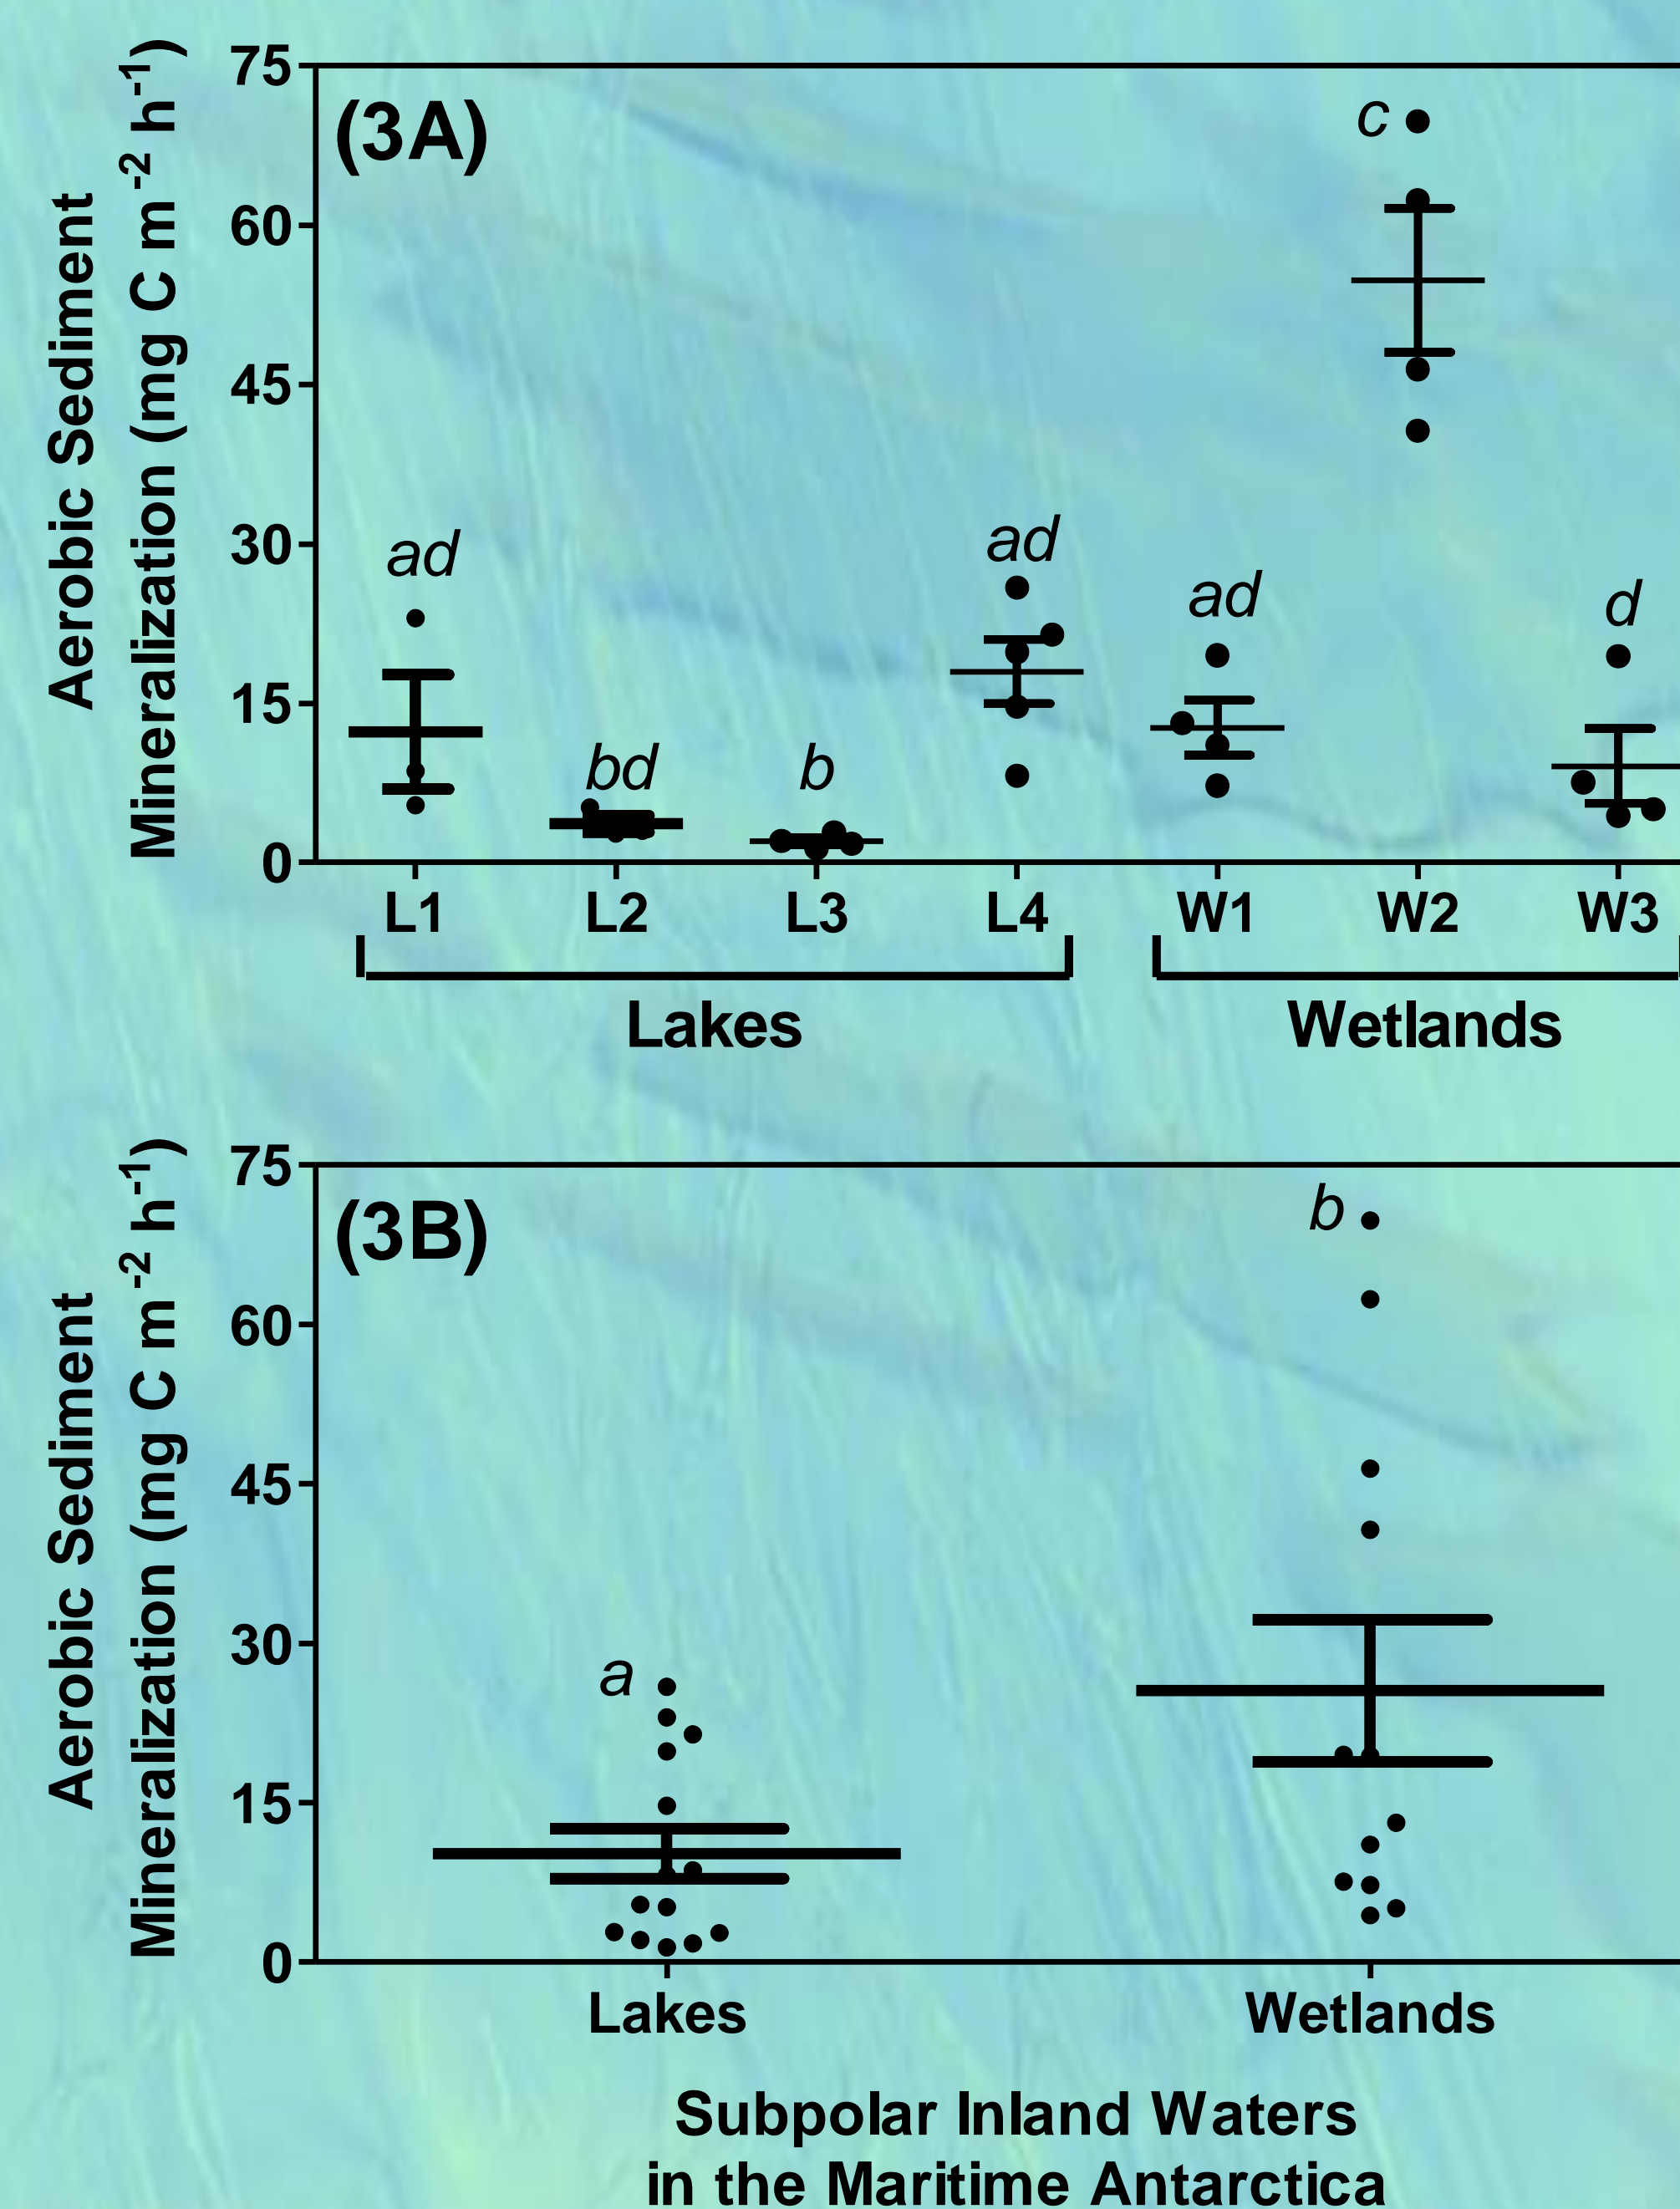 Aerobic Sediment
Mineralization (mg C m⁻² h⁻¹)
75
60
45
30
15
0
(3A)
ad
bd
b
ad
ad
c
d
L1 L2 L3 L4 W1 W2 W3
Lakes Wetlands
Aerobic Sediment
Mineralization (mg C m⁻² h⁻¹)
75
60
45
30
15
0
(3B)
a
b
Lakes Wetlands
Subpolar Inland Waters
in the Maritime Antarctica